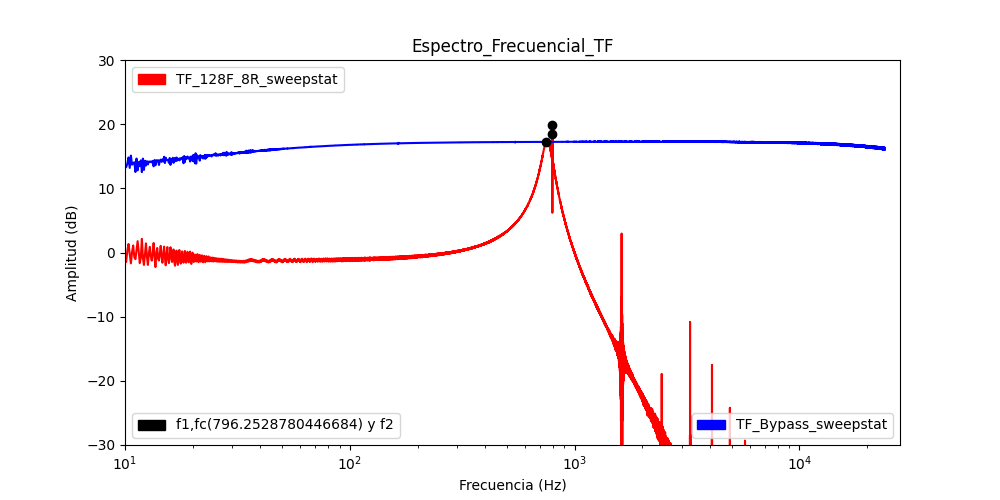 Espectro_Frecuencial_TF
30
20
10
0
−10
−20
−30
Amplitud (dB)
TF_128F_8R_sweepstat
f1,fc(796.2528780446684) y f2
TF_Bypass_sweepstat
10^1
10^2
10^3
10^4
Frecuencia (Hz)